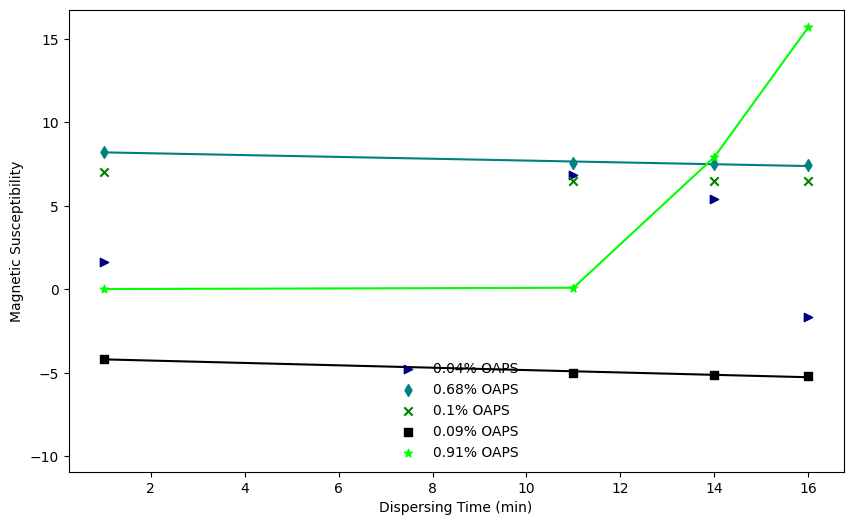 15
10
5
0
−5
−10
Magnetic Susceptibility
0.04% OAPS
0.68% OAPS
0.1% OAPS
0.09% OAPS
0.91% OAPS
2 4 6 8 10 12 14 16
Dispersing Time (min)